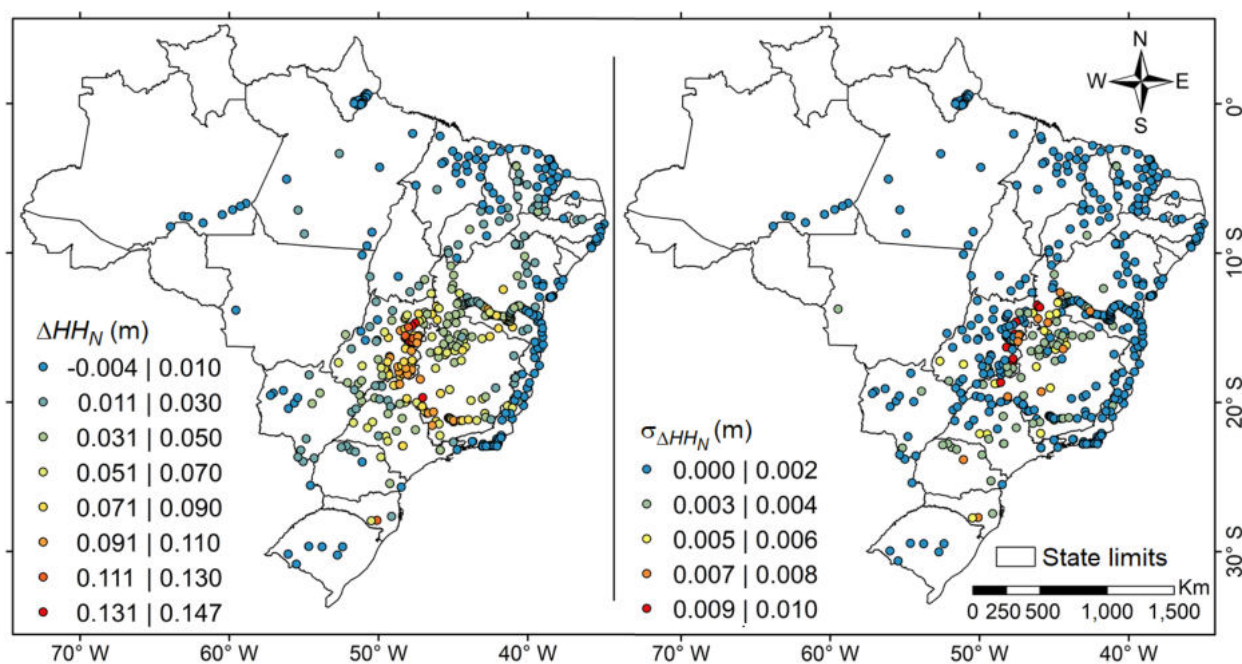 N
W E
S
0°
10°S
20°S
30°S
ΔHH_N (m)
-0.004 | 0.010
0.011 | 0.030
0.031 | 0.050
0.051 | 0.070
0.071 | 0.090
0.091 | 0.110
0.111 | 0.130
0.131 | 0.147
σ_ΔHH_N (m)
0.000 | 0.002
0.003 | 0.004
0.005 | 0.006
0.007 | 0.008
0.009 | 0.010
State limits
Km
0 250 500 1,000 1,500
70° W 60° W 50° W 40° W 70° W 60° W 50° W 40° W